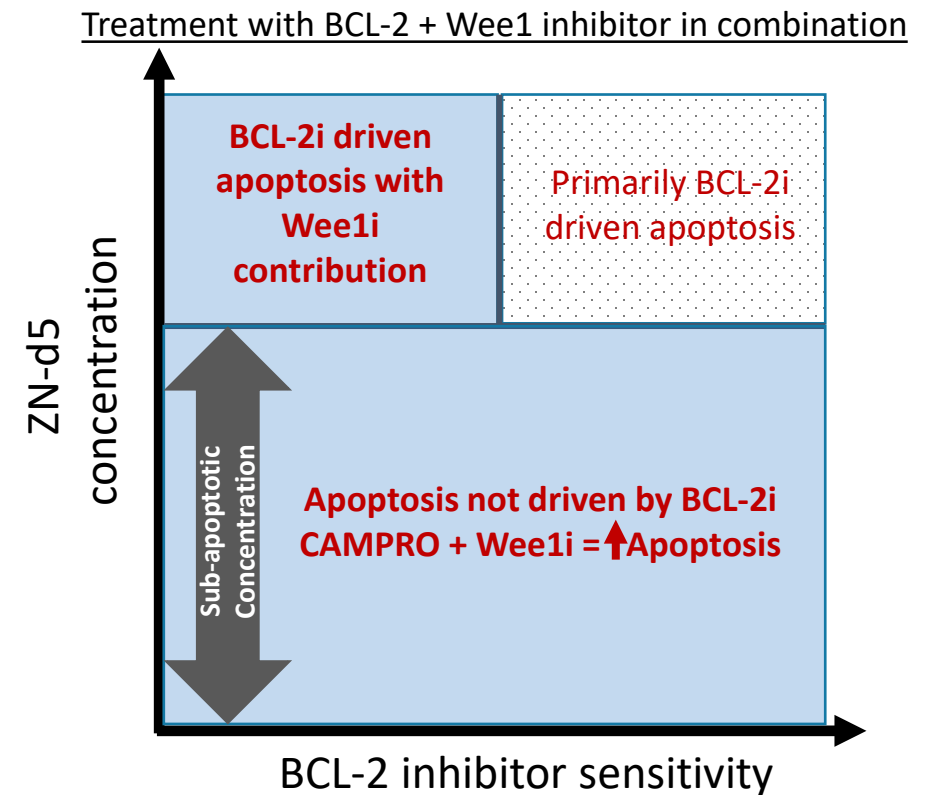 Treatment with BCL-2 + Wee1 inhibitor in combination
BCL-2i driven
apoptosis with
Wee1i
contribution
Primarily BCL-2i
driven apoptosis
ZN-d5
concentration
Sub-apoptotic
Concentration
Apoptosis not driven by BCL-2i
CAMPRO + Wee1i = Apoptosis
BCL-2 inhibitor sensitivity